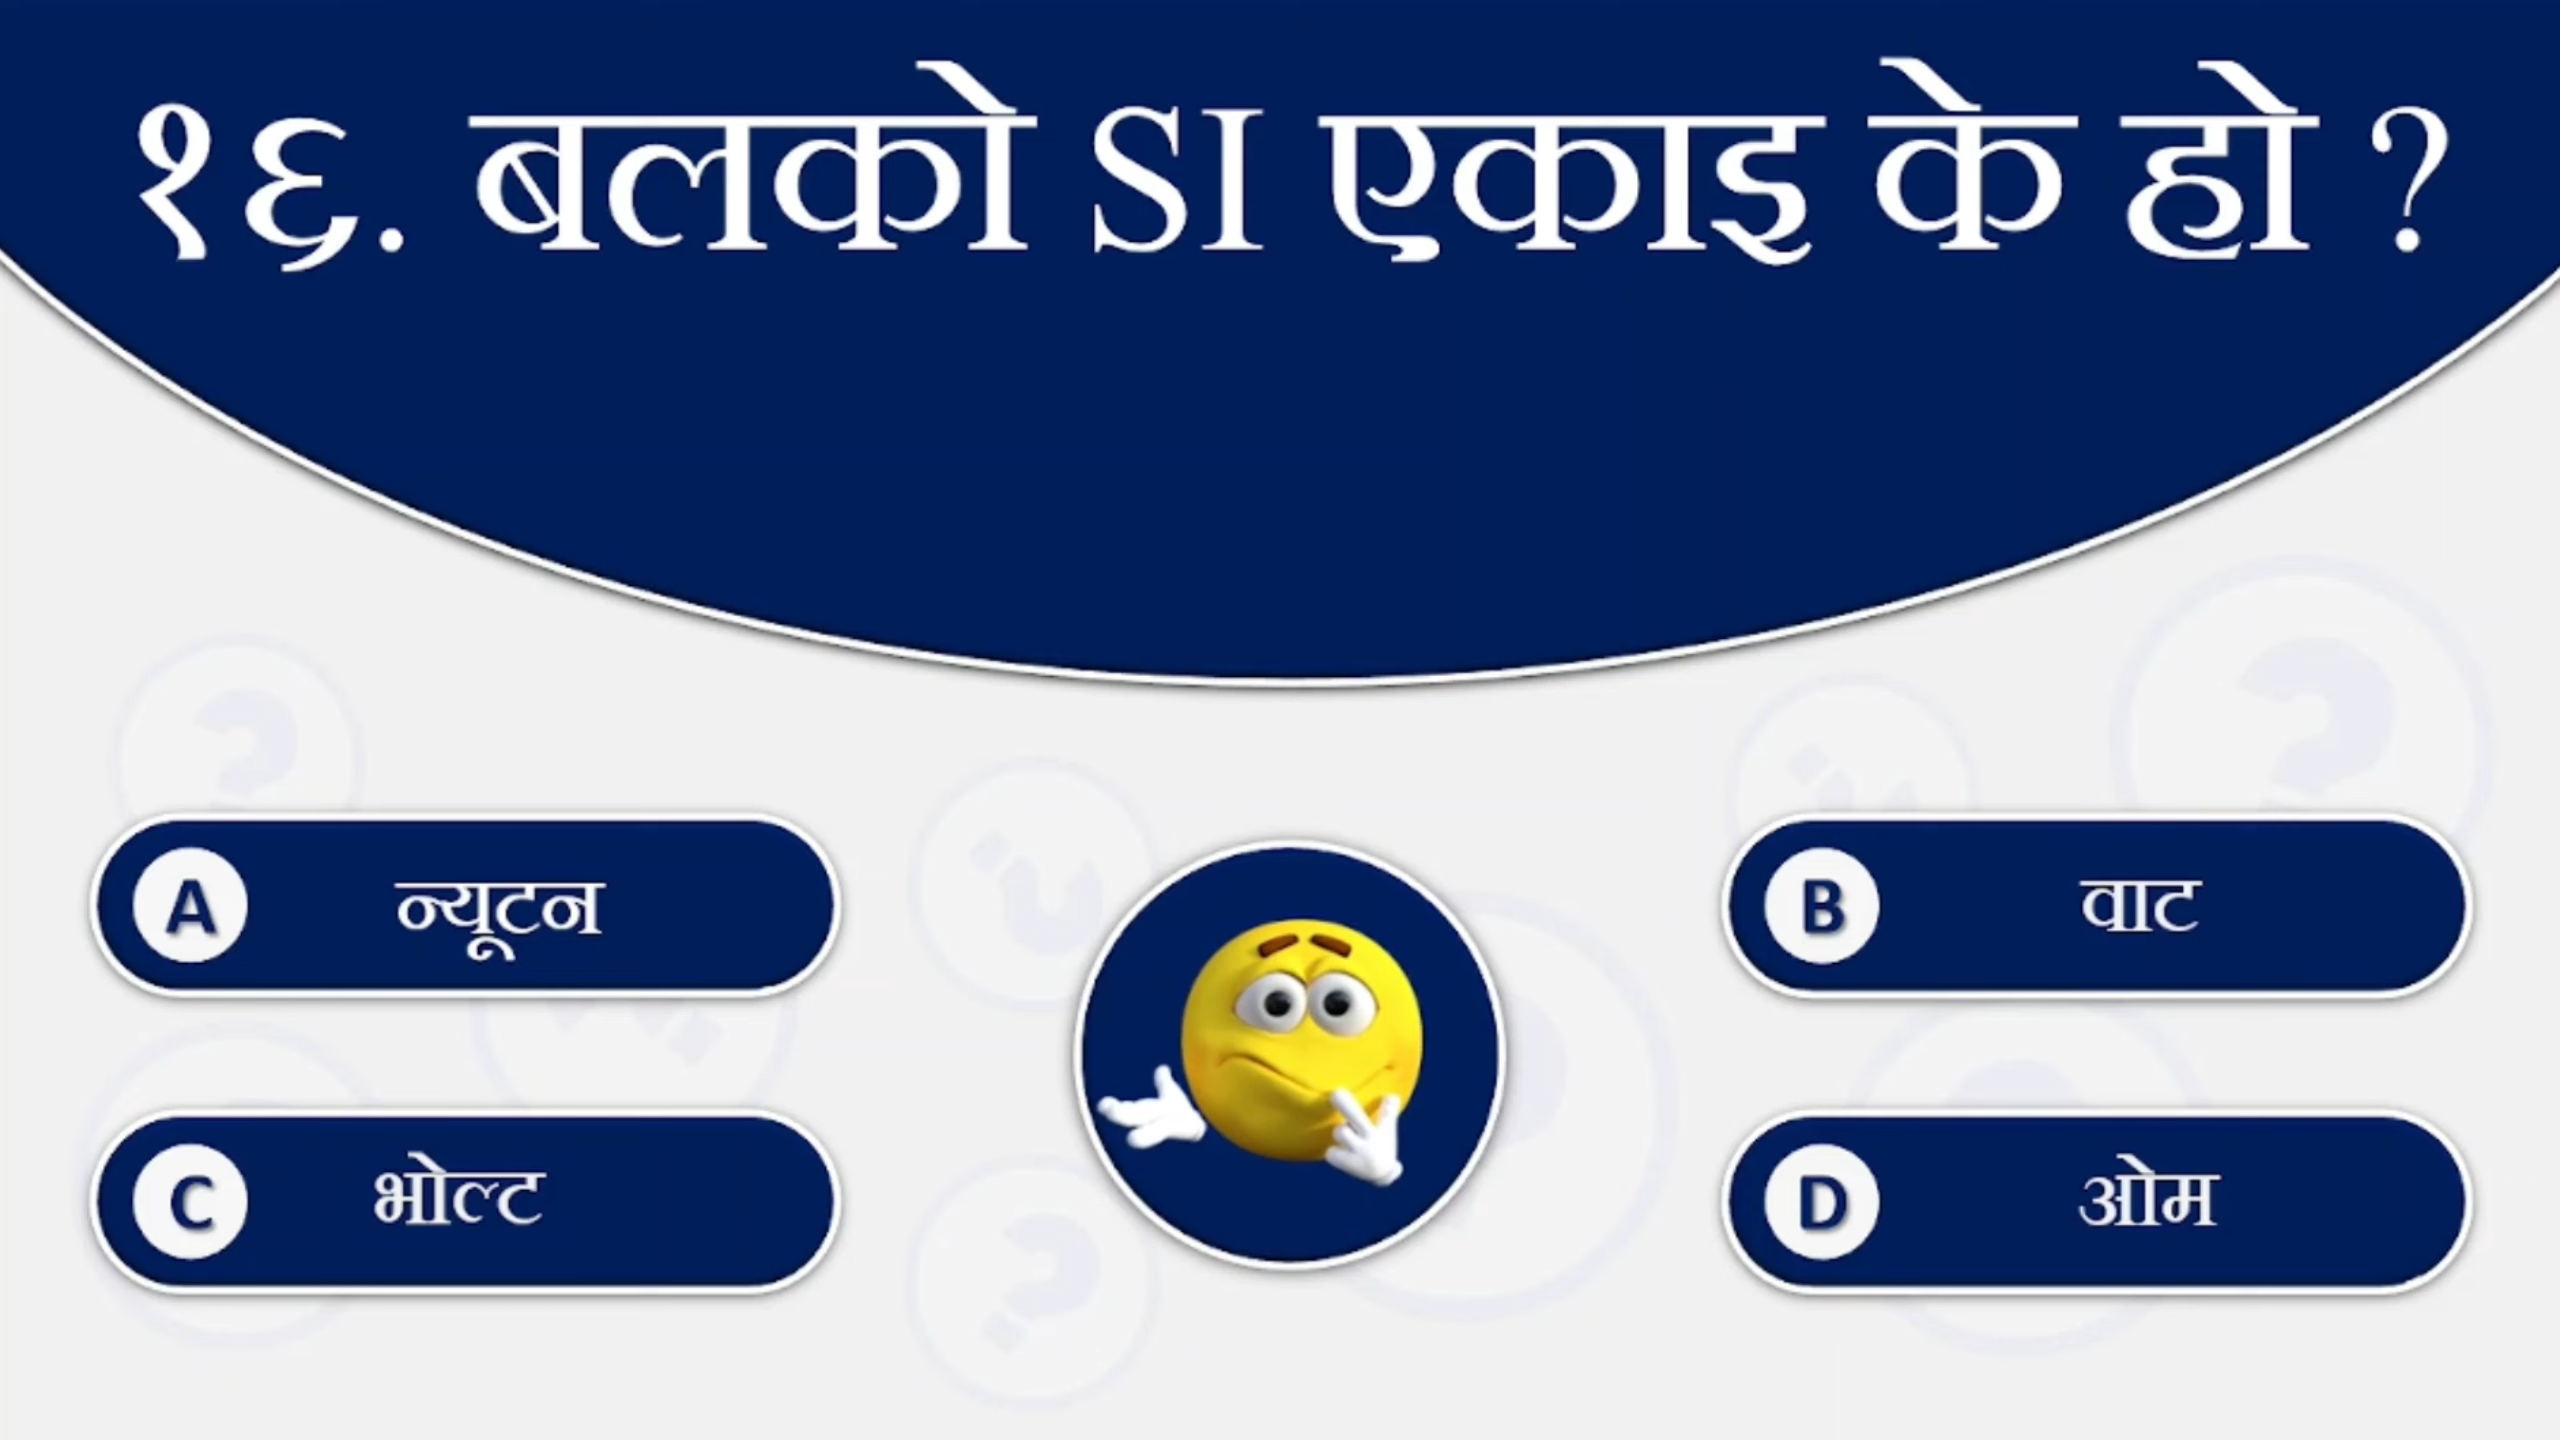 १६. बलको SI एकाइ के हो ?
A न्यूटन
B वाट
C भोल्ट
D ओम